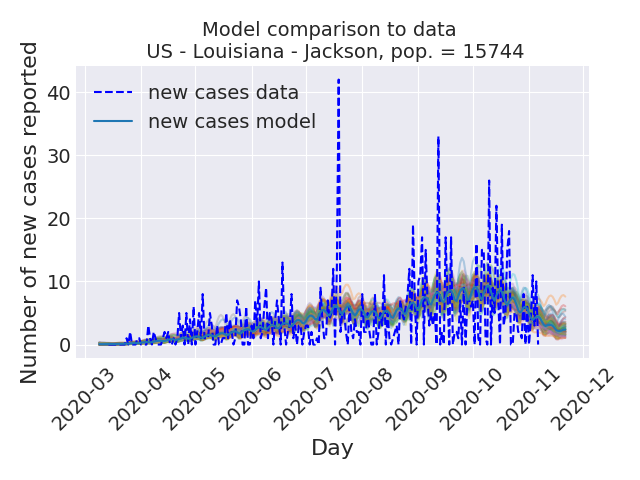 Model comparison to data
US - Louisiana - Jackson, pop. = 15744
Number of new cases reported
40
30
20
10
0
new cases data
new cases model
2020-03
2020-04
2020-05
2020-06
2020-07
2020-08
2020-09
2020-10
2020-11
2020-12
Day